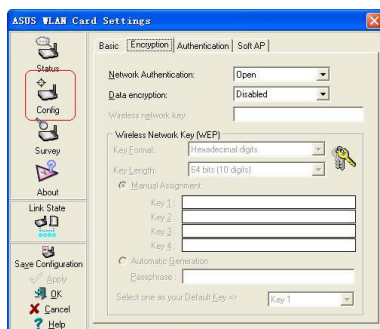 ASUS WLAN Card Settings
Status
Config
Survey
About
Link State
Save Configuration
Apply
OK
Cancel
Help
Basic Encryption Authentication Soft AP
Network Authentication: Open
Data encryption: Disabled
Wireless network key:
Wireless Network Key (WEP)
Key Format: Hexadecimal digits
Key Length: 64 bits (10 digits)
Manual Assignment
Key 1 :
Key 2 :
Key 3 :
Key 4 :
Automatic Generation
Passphrase :
Select one as your Default Key => Key 1